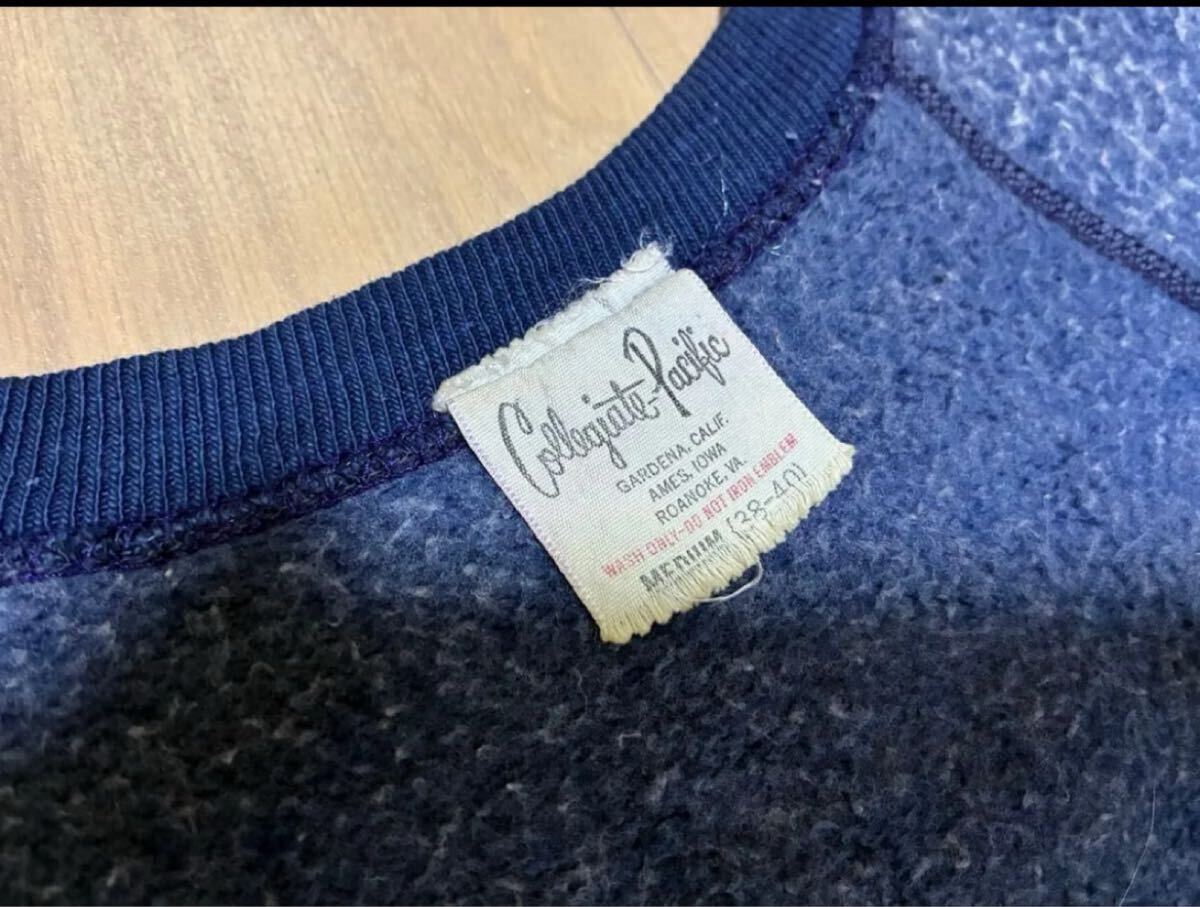 Collegiate-Pacific
GARDENA, CALIF.
AMES, IOWA
ROANOKE, VA.
WASH ONLY-DO NOT IRON EMBLEM
MEDIUM (38-40)